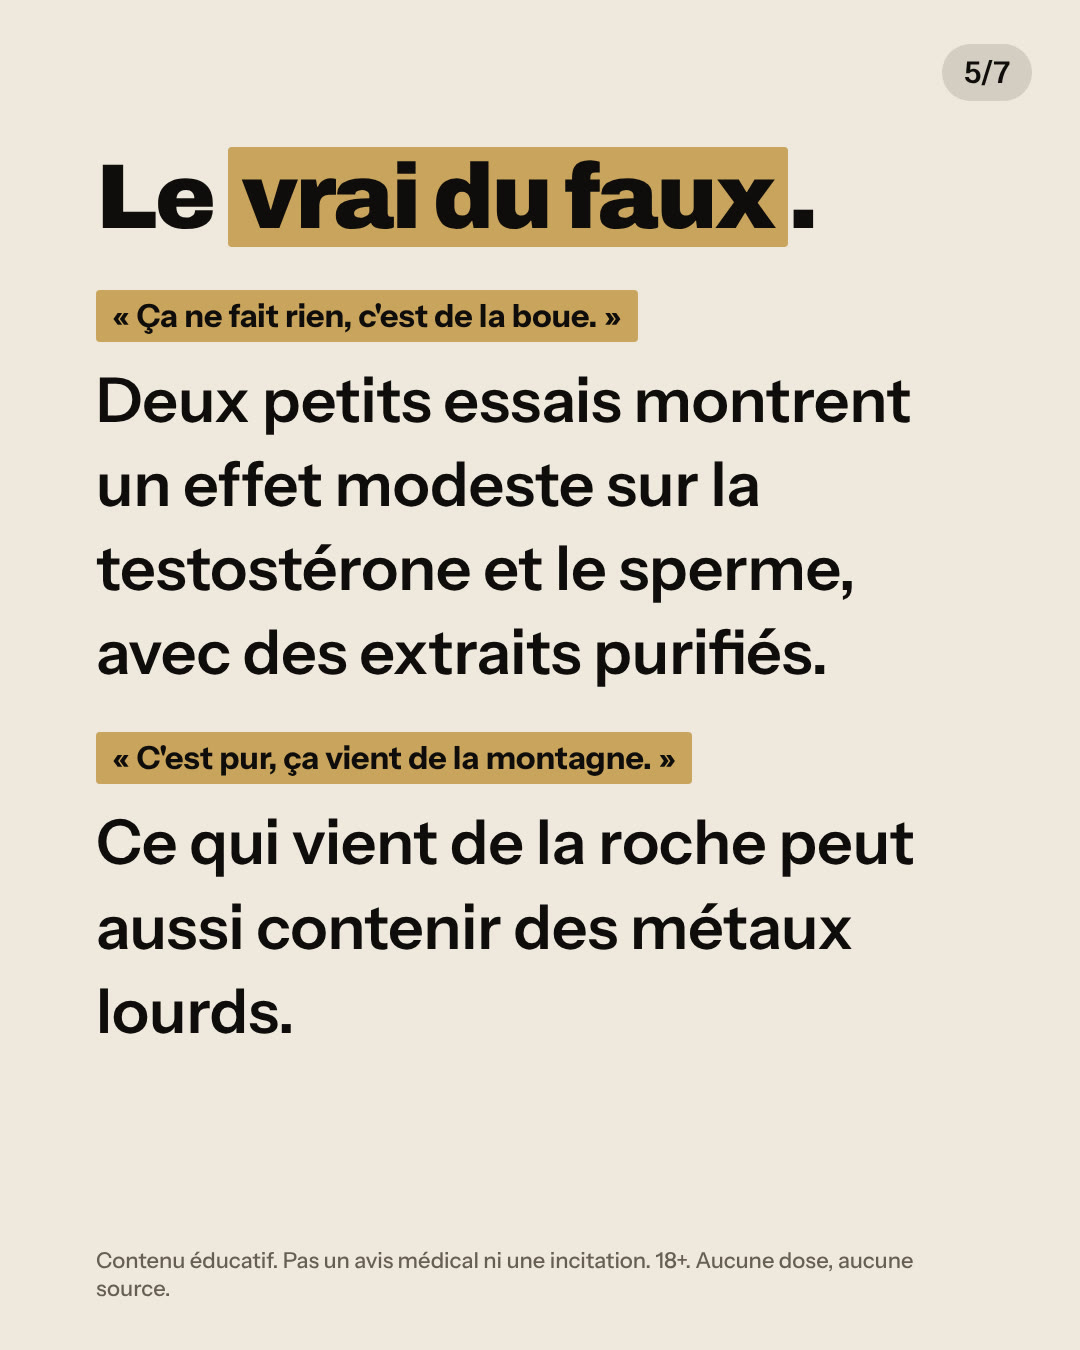 5/7
Le vrai du faux.
« Ça ne fait rien, c'est de la boue. »
Deux petits essais montrent
un effet modeste sur la
testostérone et le sperme,
avec des extraits purifiés.
« C'est pur, ça vient de la montagne. »
Ce qui vient de la roche peut
aussi contenir des métaux
lourds.
Contenu éducatif. Pas un avis médical ni une incitation. 18+. Aucune dose, aucune
source.